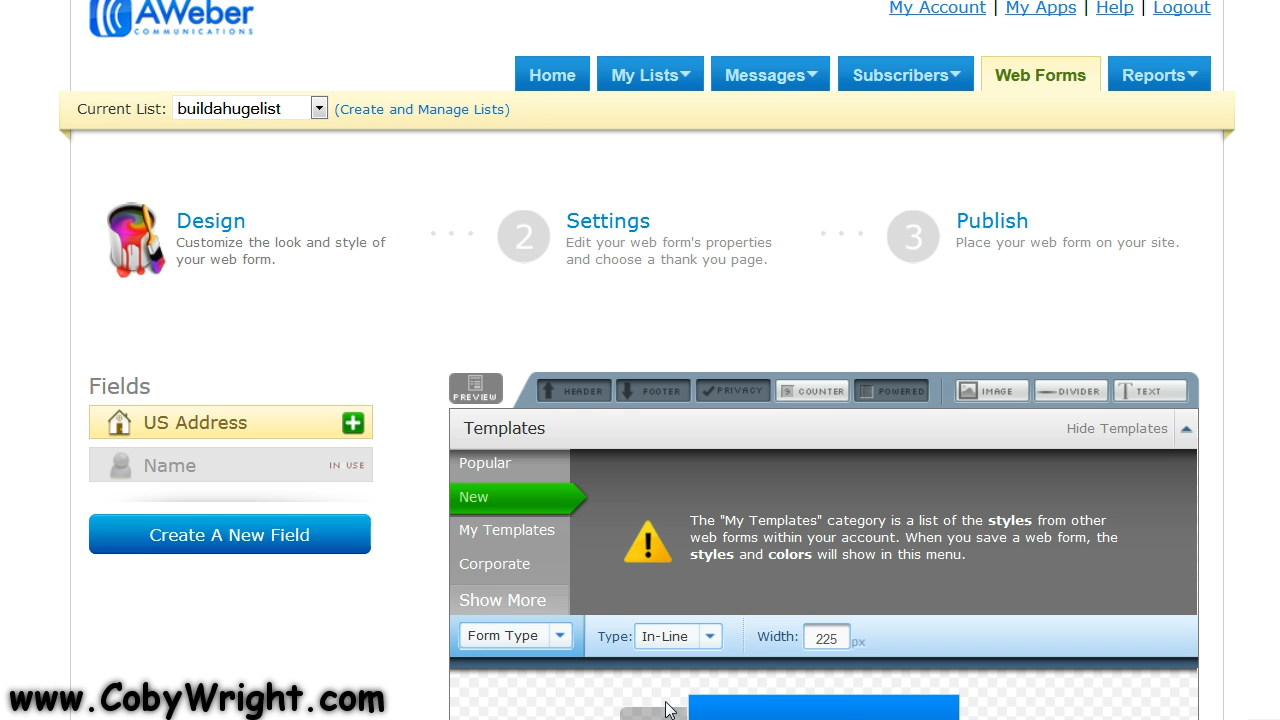 AWeber
COMMUNICATIONS
My Account | My Apps | Help | Logout
Home My Lists Messages Subscribers Web Forms Reports
Current List: buildahugelist (Create and Manage Lists)
Design
Customize the look and style of
your web form.
2
Settings
Edit your web form's properties
and choose a thank you page.
3
Publish
Place your web form on your site.
Fields
US Address
Name IN USE
Create A New Field
PREVIEW HEADER FOOTER PRIVACY COUNTER POWERED IMAGE DIVIDER TEXT
Templates Hide Templates
Popular
New
My Templates
Corporate
Show More
The "My Templates" category is a list of the styles from other
web forms within your account. When you save a web form, the
styles and colors will show in this menu.
Form Type Type: In-Line Width: 225 px
www.CobyWright.com